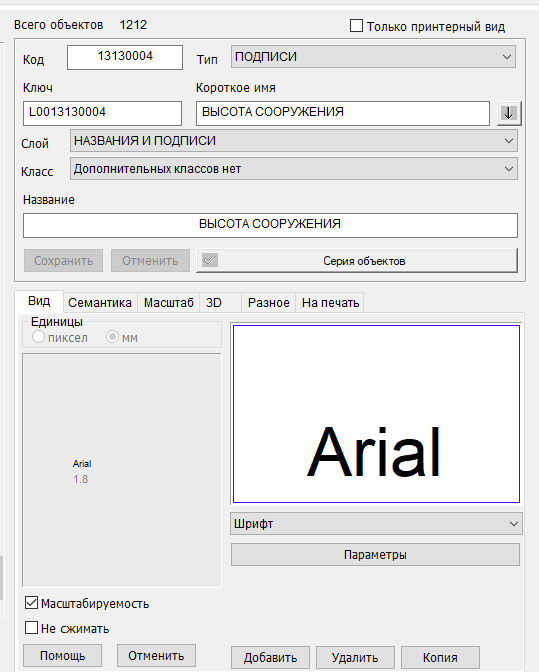 Всего объектов 1212 Только принтерный вид
Код 13130004 Тип ПОДПИСИ
Ключ Короткое имя
L0013130004 ВЫСОТА СООРУЖЕНИЯ
Слой НАЗВАНИЯ И ПОДПИСИ
Класс Дополнительных классов нет
Название
ВЫСОТА СООРУЖЕНИЯ
Сохранить Отменить Серия объектов
Вид Семантика Масштаб 3D Разное На печать
Единицы
пиксел мм
Arial
Arial
1.8
Шрифт
Параметры
Масштабируемость
Не сжимать
Помощь Отменить Добавить Удалить Копия